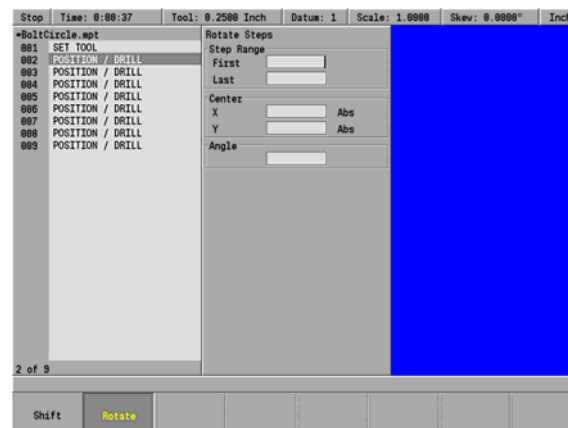 Stop Time: 0:00:37 Tool: 0.2500 Inch Datum: 1 Scale: 1.0000 Skew: 0.0000° Inch
*BoltCircle.mpt
001 SET TOOL
002 POSITION / DRILL
003 POSITION / DRILL
004 POSITION / DRILL
005 POSITION / DRILL
006 POSITION / DRILL
007 POSITION / DRILL
008 POSITION / DRILL
009 POSITION / DRILL
2 of 9
Rotate Steps
Step Range
First
Last
Center
X Abs
Y Abs
Angle
Shift Rotate